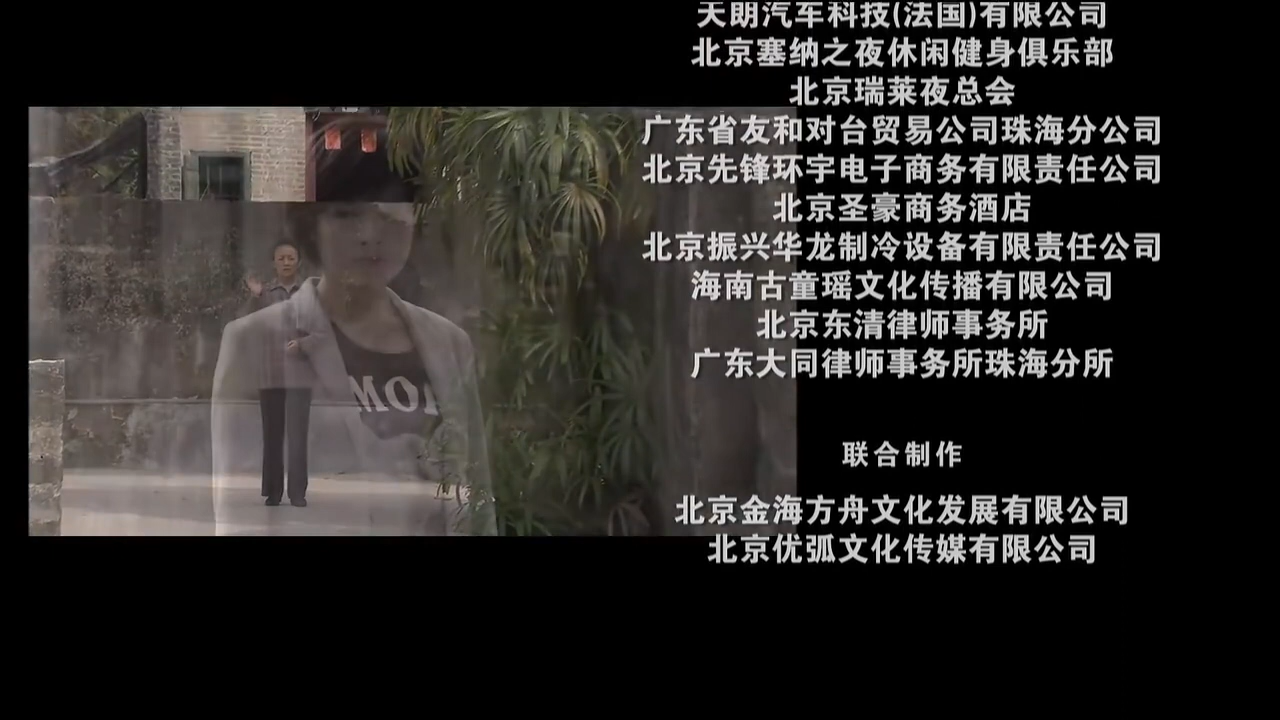 天朗汽车科技(法国)有限公司
北京塞纳之夜休闲健身俱乐部
北京瑞莱夜总会
广东省友和对台贸易公司珠海分公司
北京先锋环宇电子商务有限责任公司
北京圣豪商务酒店
北京振兴华龙制冷设备有限责任公司
海南古童瑶文化传播有限公司
北京东清律师事务所
广东大同律师事务所珠海分所
联合制作
北京金海方舟文化发展有限公司
北京优弧文化传媒有限公司